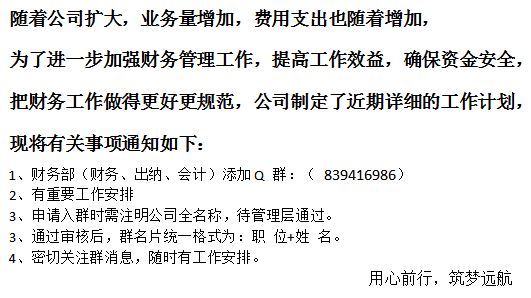 随着公司扩大，业务量增加，费用支出也随着增加，
为了进一步加强财务管理工作，提高工作效益，确保资金安全，
把财务工作做得更好更规范，公司制定了近期详细的工作计划，
现将有关事项通知如下：
1、财务部（财务、出纳、会计）添加Q 群：（ 839416986）
2、有重要工作安排
3、申请入群时需注明公司全名称，待管理层通过。
3、通过审核后，群名片统一格式为：职 位+姓 名。
4、密切关注群消息，随时有工作安排。
用心前行，筑梦远航